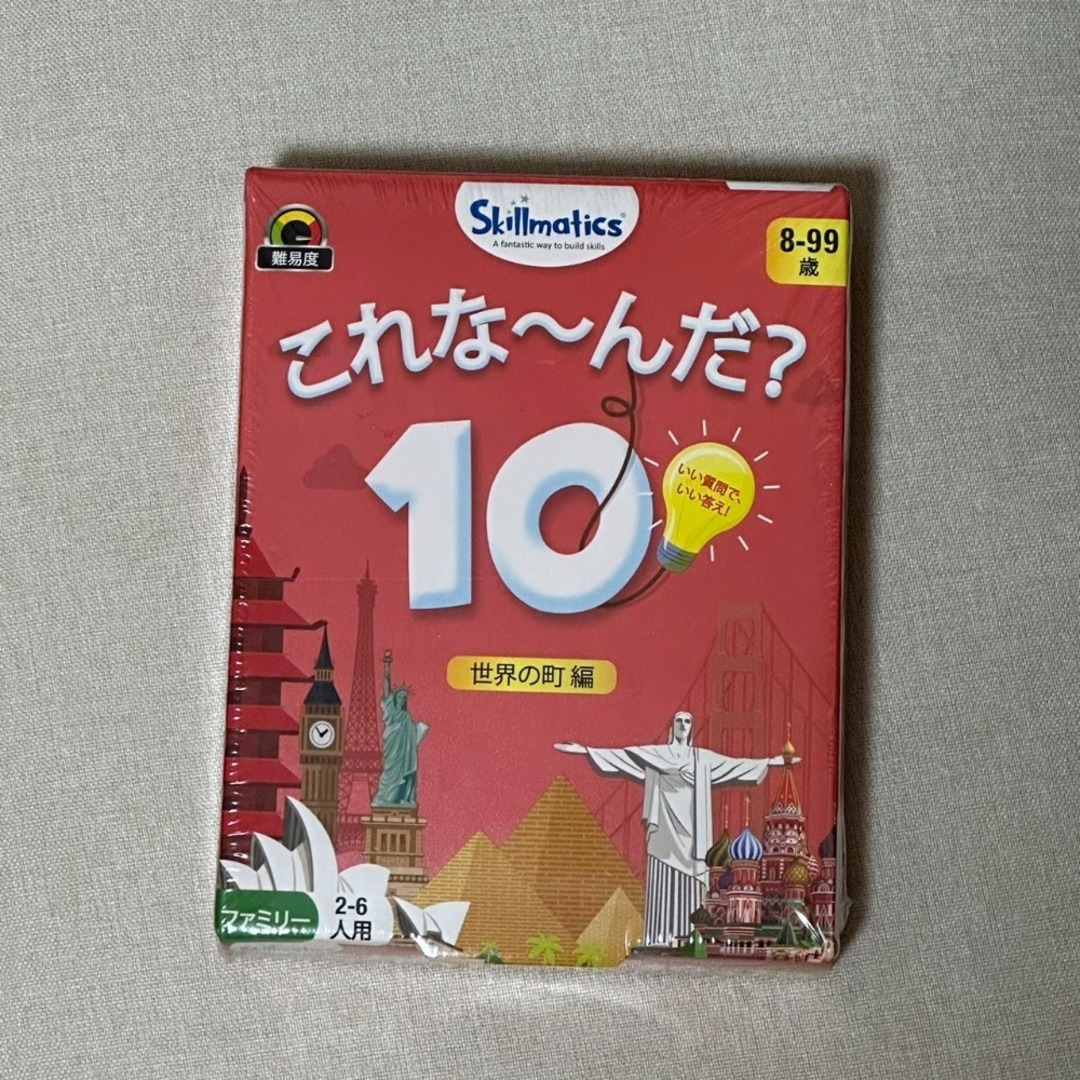 Skillmatics
A fantastic way to build skills
難易度
8-99
歳
これな〜んだ?
10
いい質問で、
いい答え!
世界の町 編
ファミリー
2-6
人用